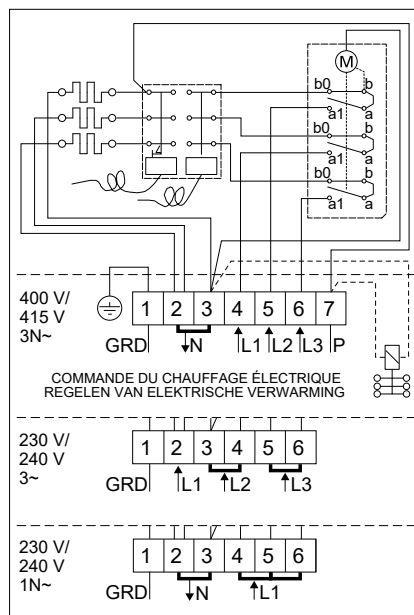 M
b0 b
a1 a
b0 b
a1 a
b0 b
a1 a
400 V/
415 V
3N~
1 2 3 4 5 6 7
GRD N L1 L2 L3 P
COMMANDE DU CHAUFFAGE ÉLECTRIQUE
REGELEN VAN ELEKTRISCHE VERWARMING
230 V/
240 V
3~
1 2 3 4 5 6
GRD L1 L2 L3
230 V/
240 V
1N~
1 2 3 4 5 6
GRD N L1